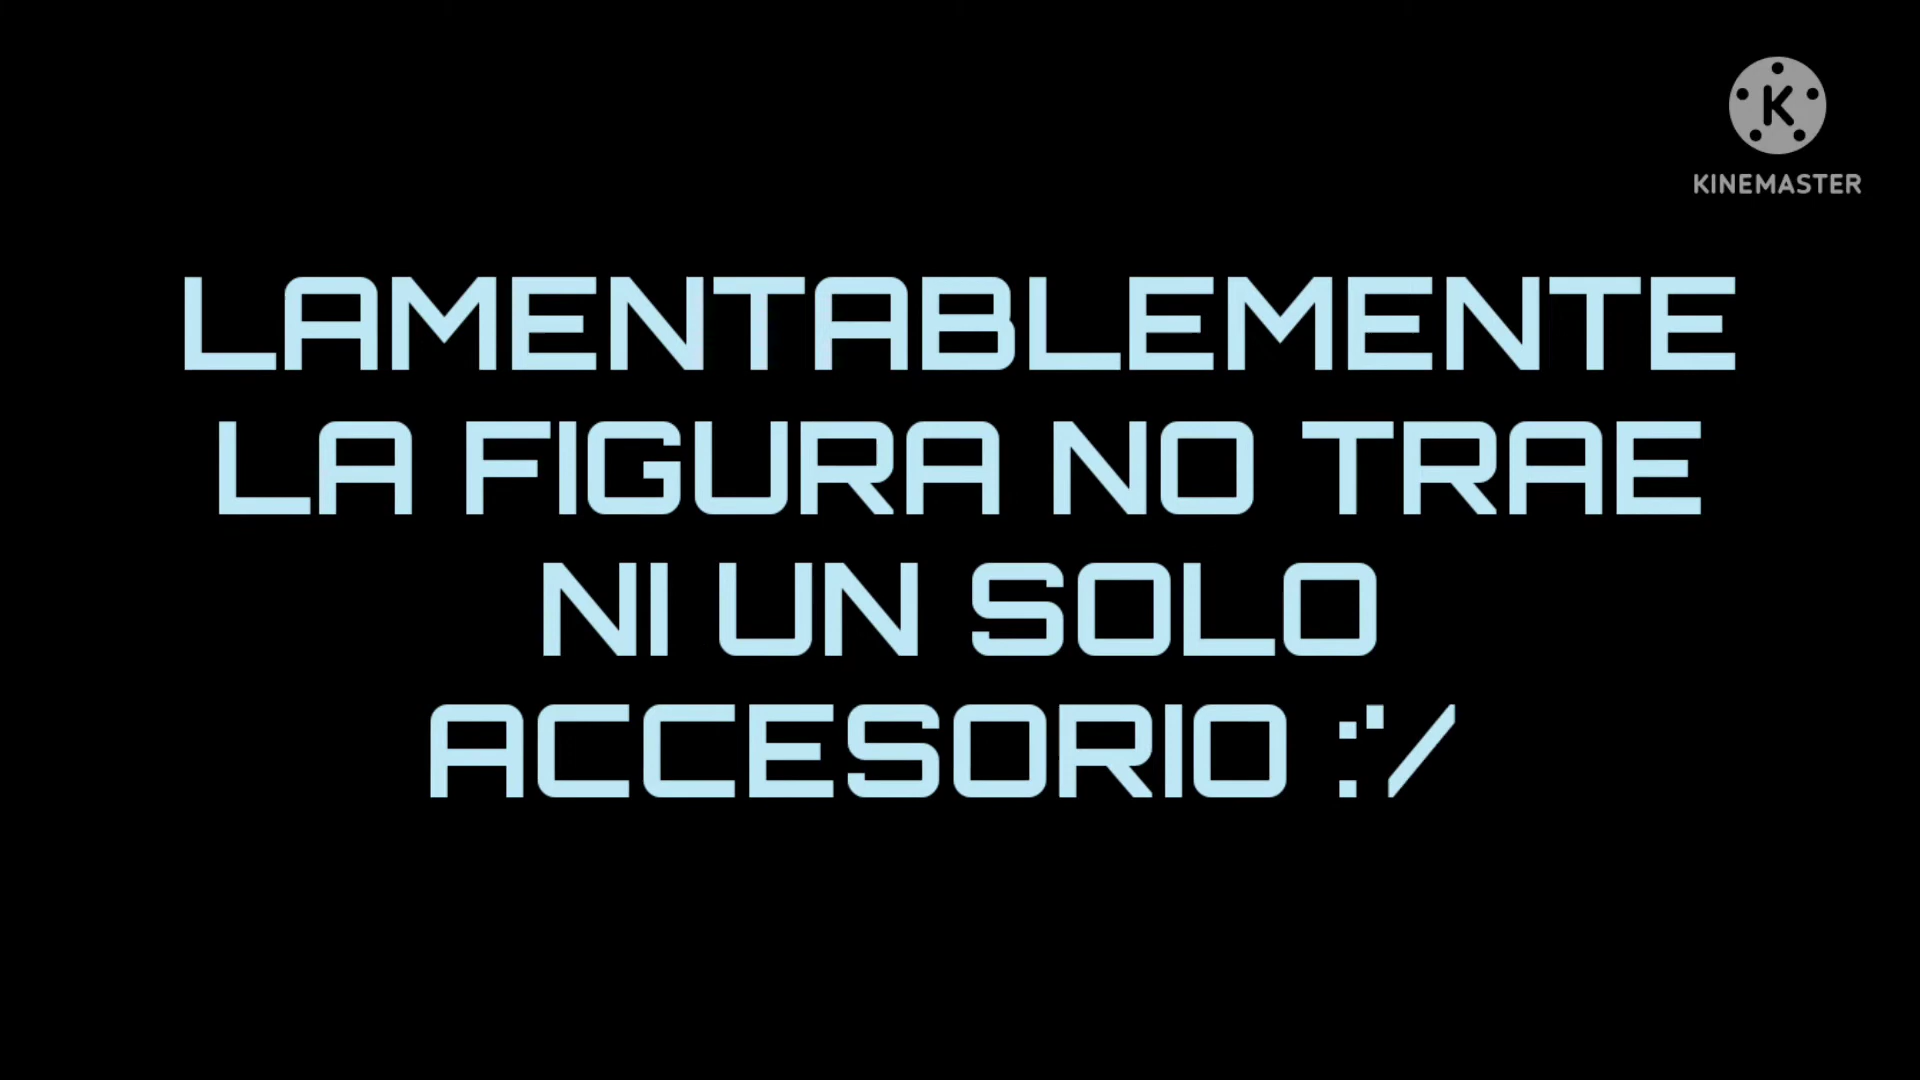 KINEMASTER
LAMENTABLEMENTE
LA FIGURA NO TRAE
NI UN SOLO
ACCESORIO :'/